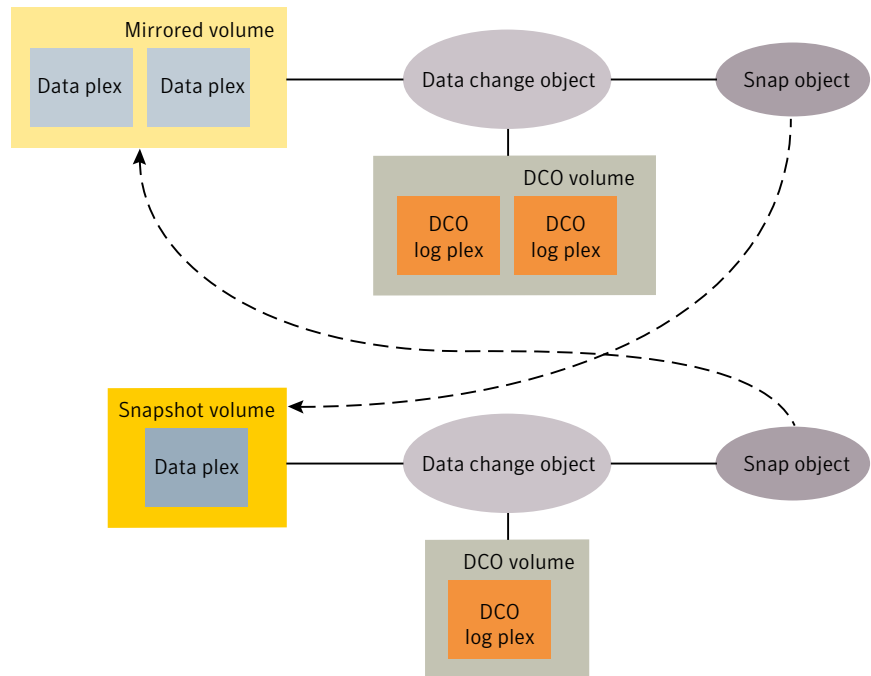 Mirrored volume
Data plex
Data plex
Data change object
Snap object
DCO volume
DCO
log plex
DCO
log plex
Snapshot volume
Data plex
Data change object
Snap object
DCO volume
DCO
log plex